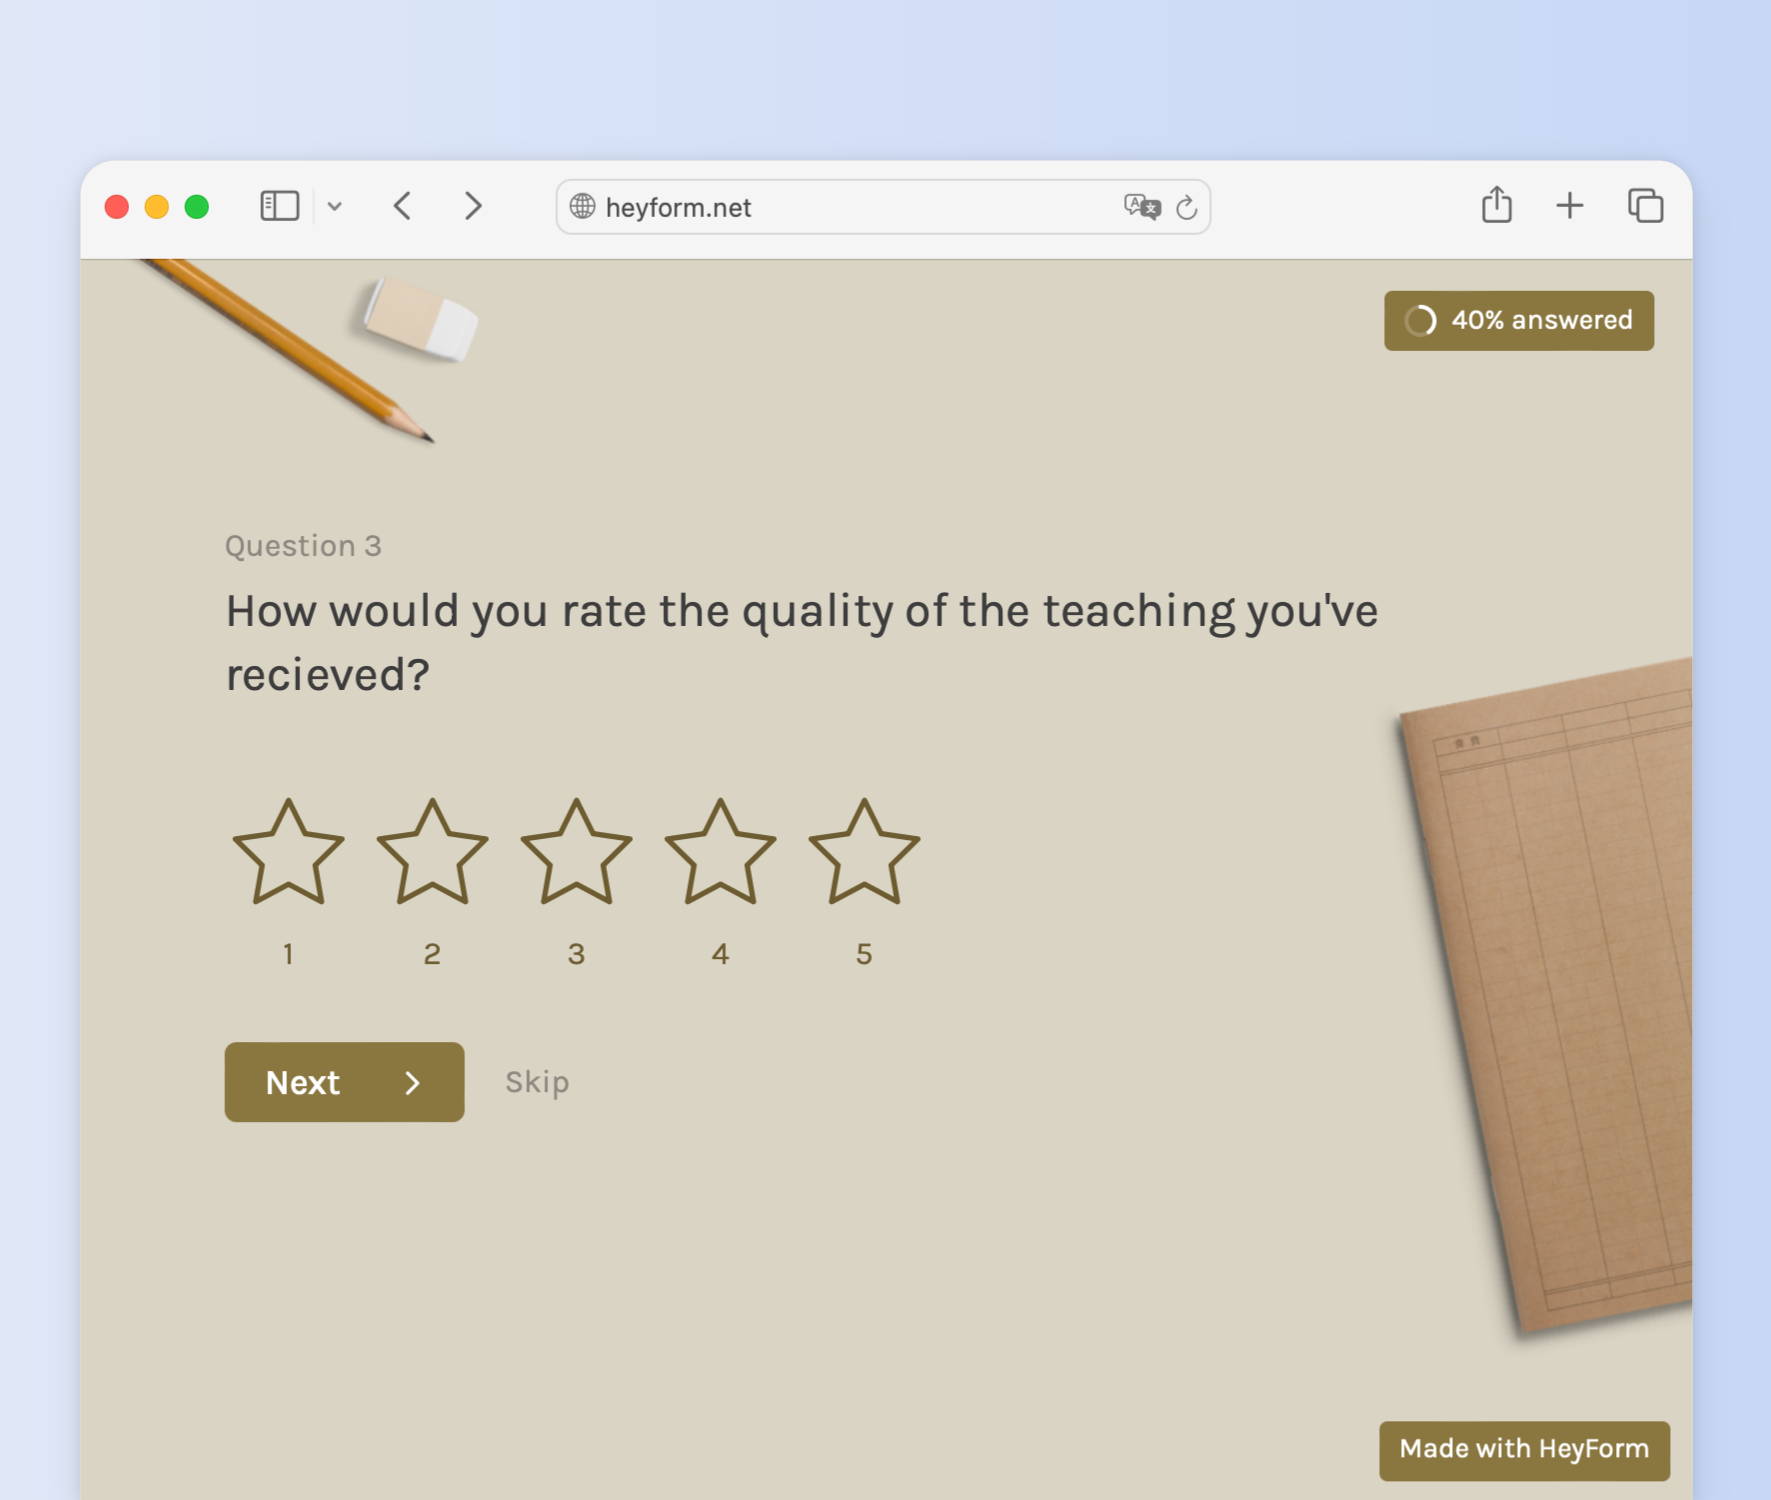 heyform.net
40% answered
Question 3
How would you rate the quality of the teaching you've
recieved?
1 2 3 4 5
Next
Skip
Made with HeyForm